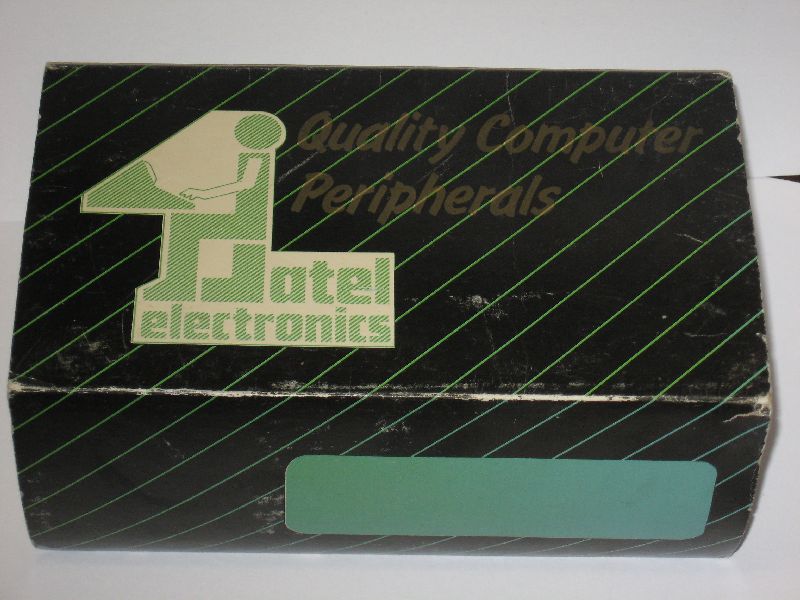 Quality Computer
Peripherals
Datel
electronics